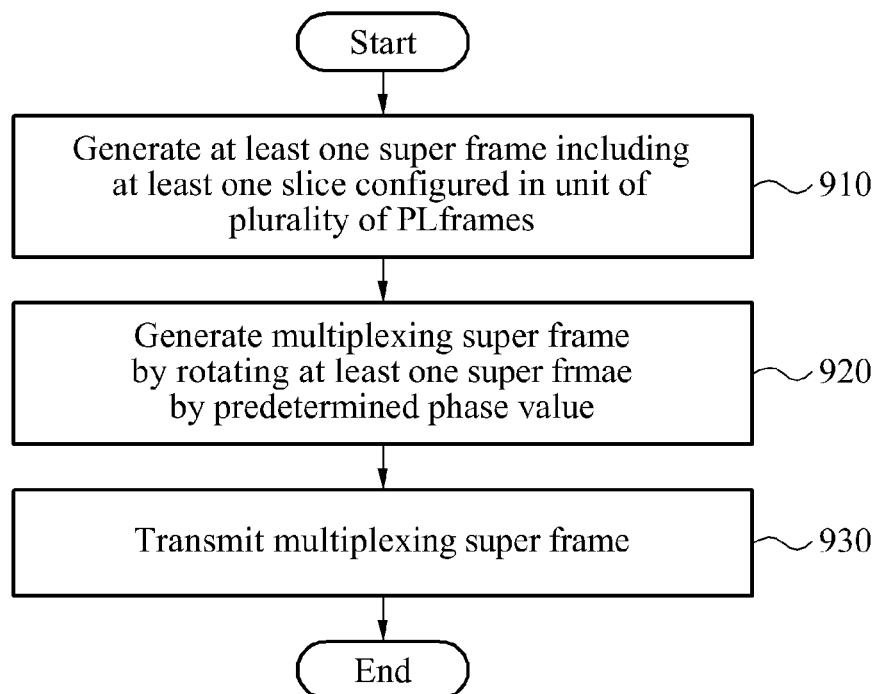 Start
Generate at least one super frame including
at least one slice configured in unit of
plurality of PLframes
910
Generate multiplexing super frame
by rotating at least one super frmae
by predetermined phase value
920
Transmit multiplexing super frame
930
End